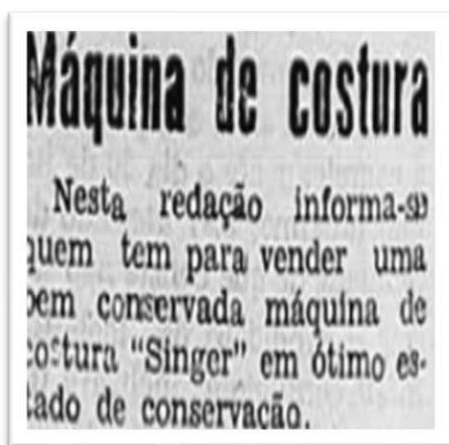 Máquina de costura
Nesta redação informa-se
quem tem para vender uma
bem conservada máquina de
costura "Singer" em ótimo es-
tado de conservação.